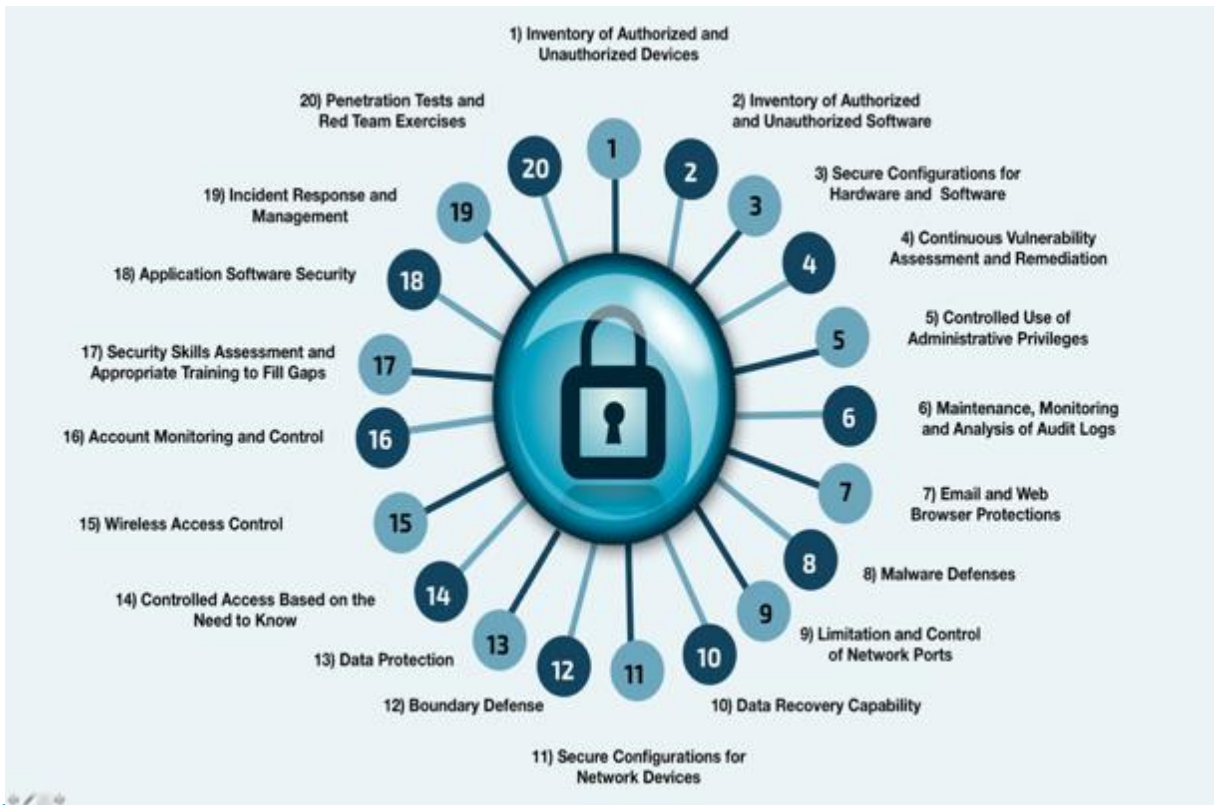 1) Inventory of Authorized and
Unauthorized Devices
2) Inventory of Authorized
and Unauthorized Software
3) Secure Configurations for
Hardware and Software
4) Continuous Vulnerability
Assessment and Remediation
5) Controlled Use of
Administrative Privileges
6) Maintenance, Monitoring
and Analysis of Audit Logs
7) Email and Web
Browser Protections
8) Malware Defenses
9) Limitation and Control
of Network Ports
10) Data Recovery Capability
11) Secure Configurations for
Network Devices
12) Boundary Defense
13) Data Protection
14) Controlled Access Based on the
Need to Know
15) Wireless Access Control
16) Account Monitoring and Control
17) Security Skills Assessment and
Appropriate Training to Fill Gaps
18) Application Software Security
19) Incident Response and
Management
20) Penetration Tests and
Red Team Exercises
1
2
3
4
5
6
7
8
9
10
11
12
13
14
15
16
17
18
19
20